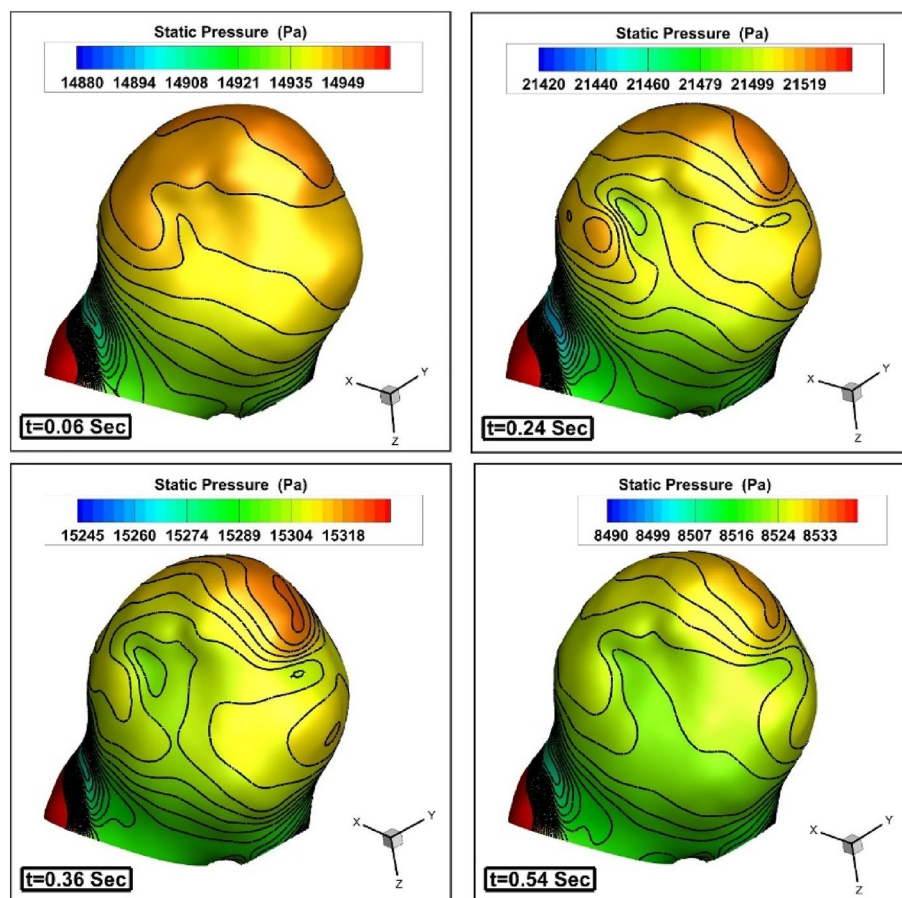 Static Pressure (Pa)
14880 14894 14908 14921 14935 14949
X
Y
Z
t=0.06 Sec
Static Pressure (Pa)
21420 21440 21460 21479 21499 21519
X
Y
Z
t=0.24 Sec
Static Pressure (Pa)
15245 15260 15274 15289 15304 15318
X
Y
Z
t=0.36 Sec
Static Pressure (Pa)
8490 8499 8507 8516 8524 8533
X
Y
Z
t=0.54 Sec